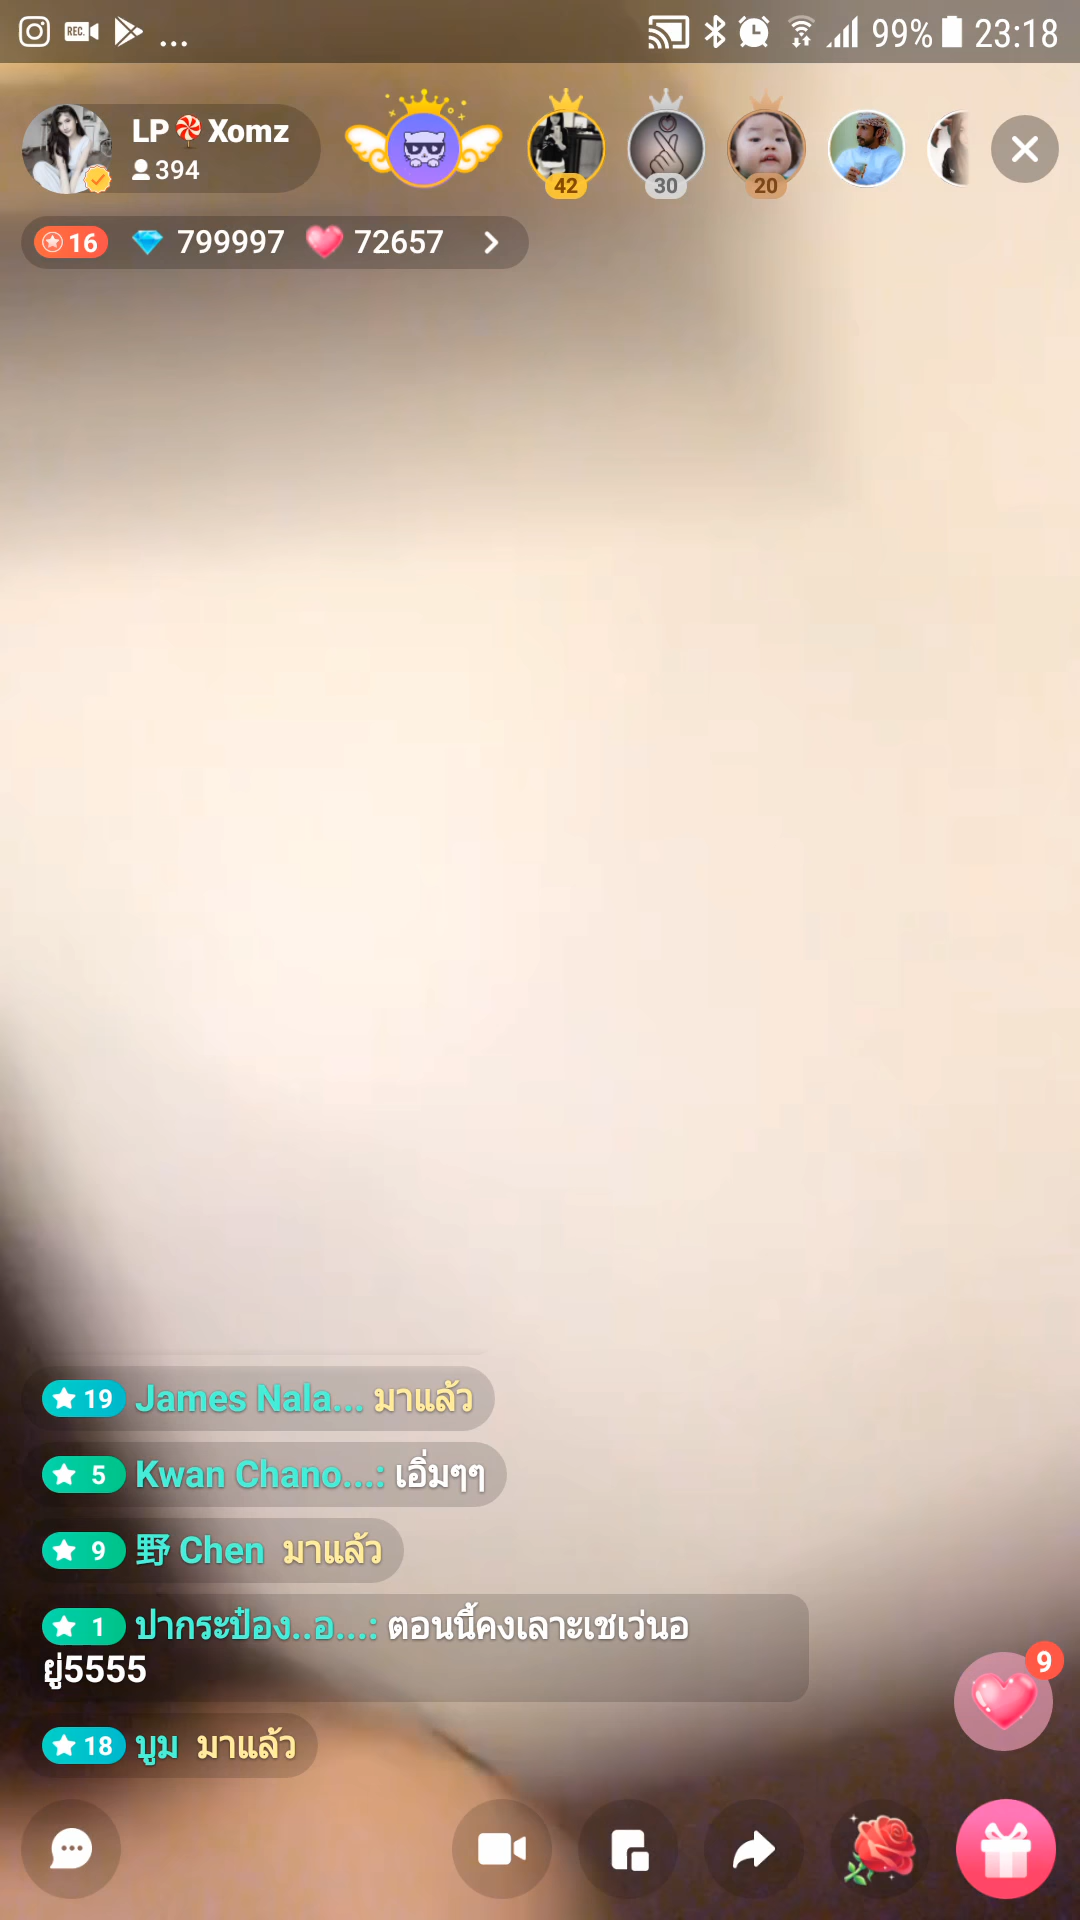 REC.
99% 23:18
LP🍭Xomz
394
42
30
20
16 799997 72657
19 James Nala... มาแล้ว
5 Kwan Chano...: เอิ่มๆๆ
9 野 Chen มาแล้ว
1 ปากระป๋อง..อ...: ตอนนี้คงเลาะเชเว่นอ
ยู่5555
9
18 บูม มาแล้ว